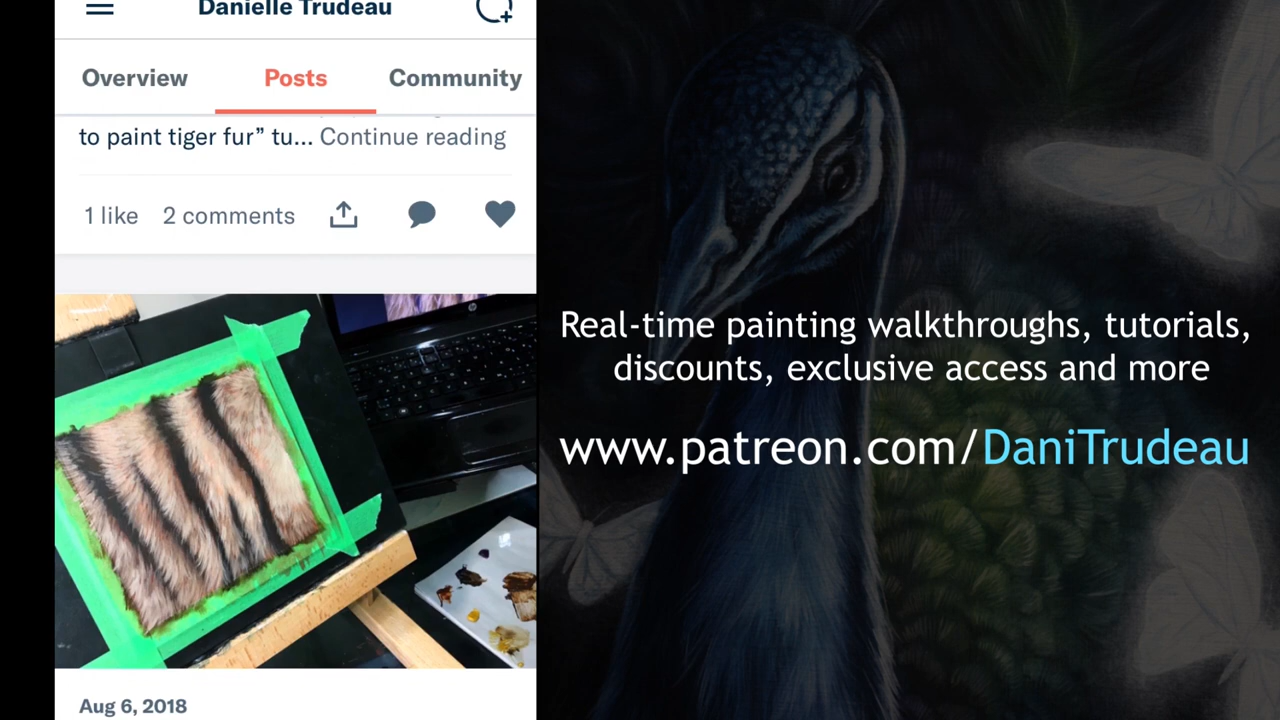 Danielle Trudeau
Overview Posts Community
to paint tiger fur” tu... Continue reading
1 like 2 comments
Aug 6, 2018
Real-time painting walkthroughs, tutorials,
discounts, exclusive access and more
www.patreon.com/DaniTrudeau